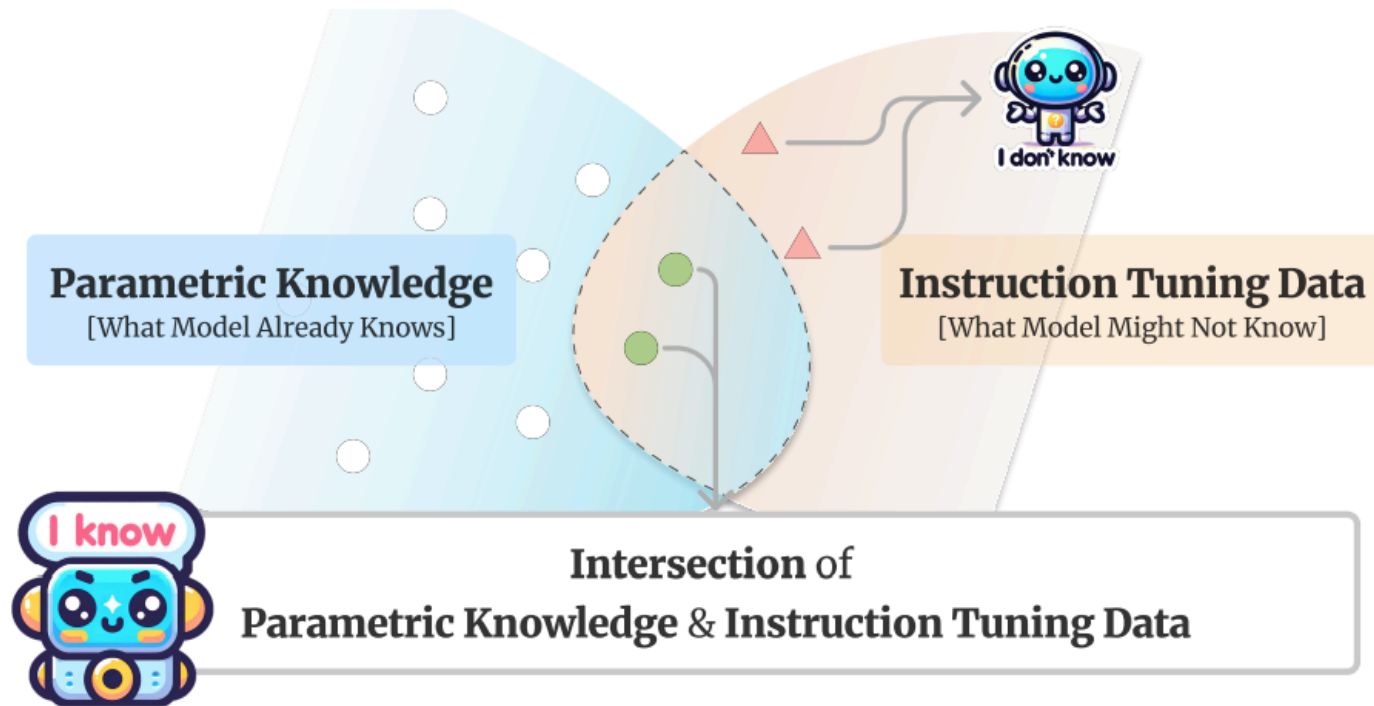 I don't know
Parametric Knowledge
[What Model Already Knows]
Instruction Tuning Data
[What Model Might Not Know]
I know
Intersection of
Parametric Knowledge & Instruction Tuning Data